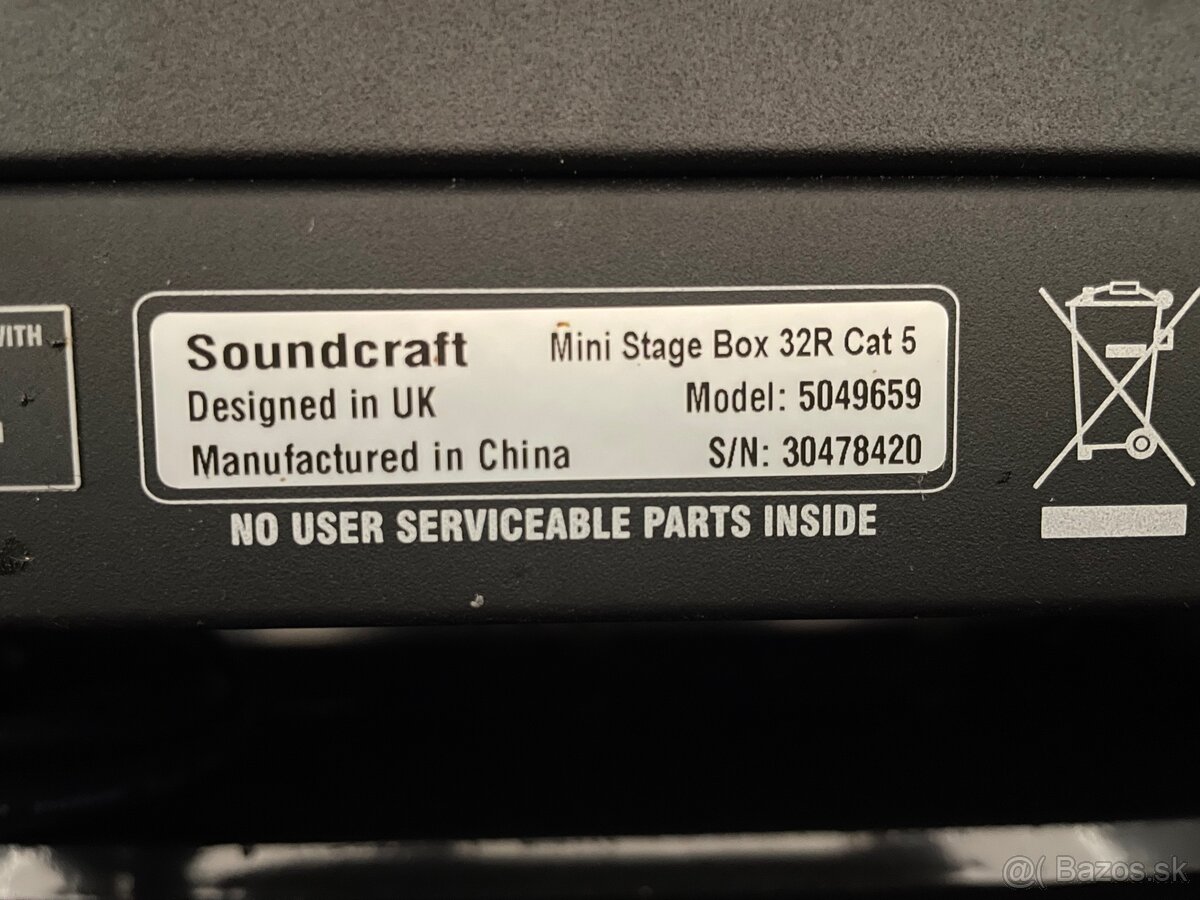 WITH
Soundcraft Mini Stage Box 32R Cat 5
Designed in UK Model: 5049659
Manufactured in China S/N: 30478420
NO USER SERVICEABLE PARTS INSIDE
@( Bazos.sk